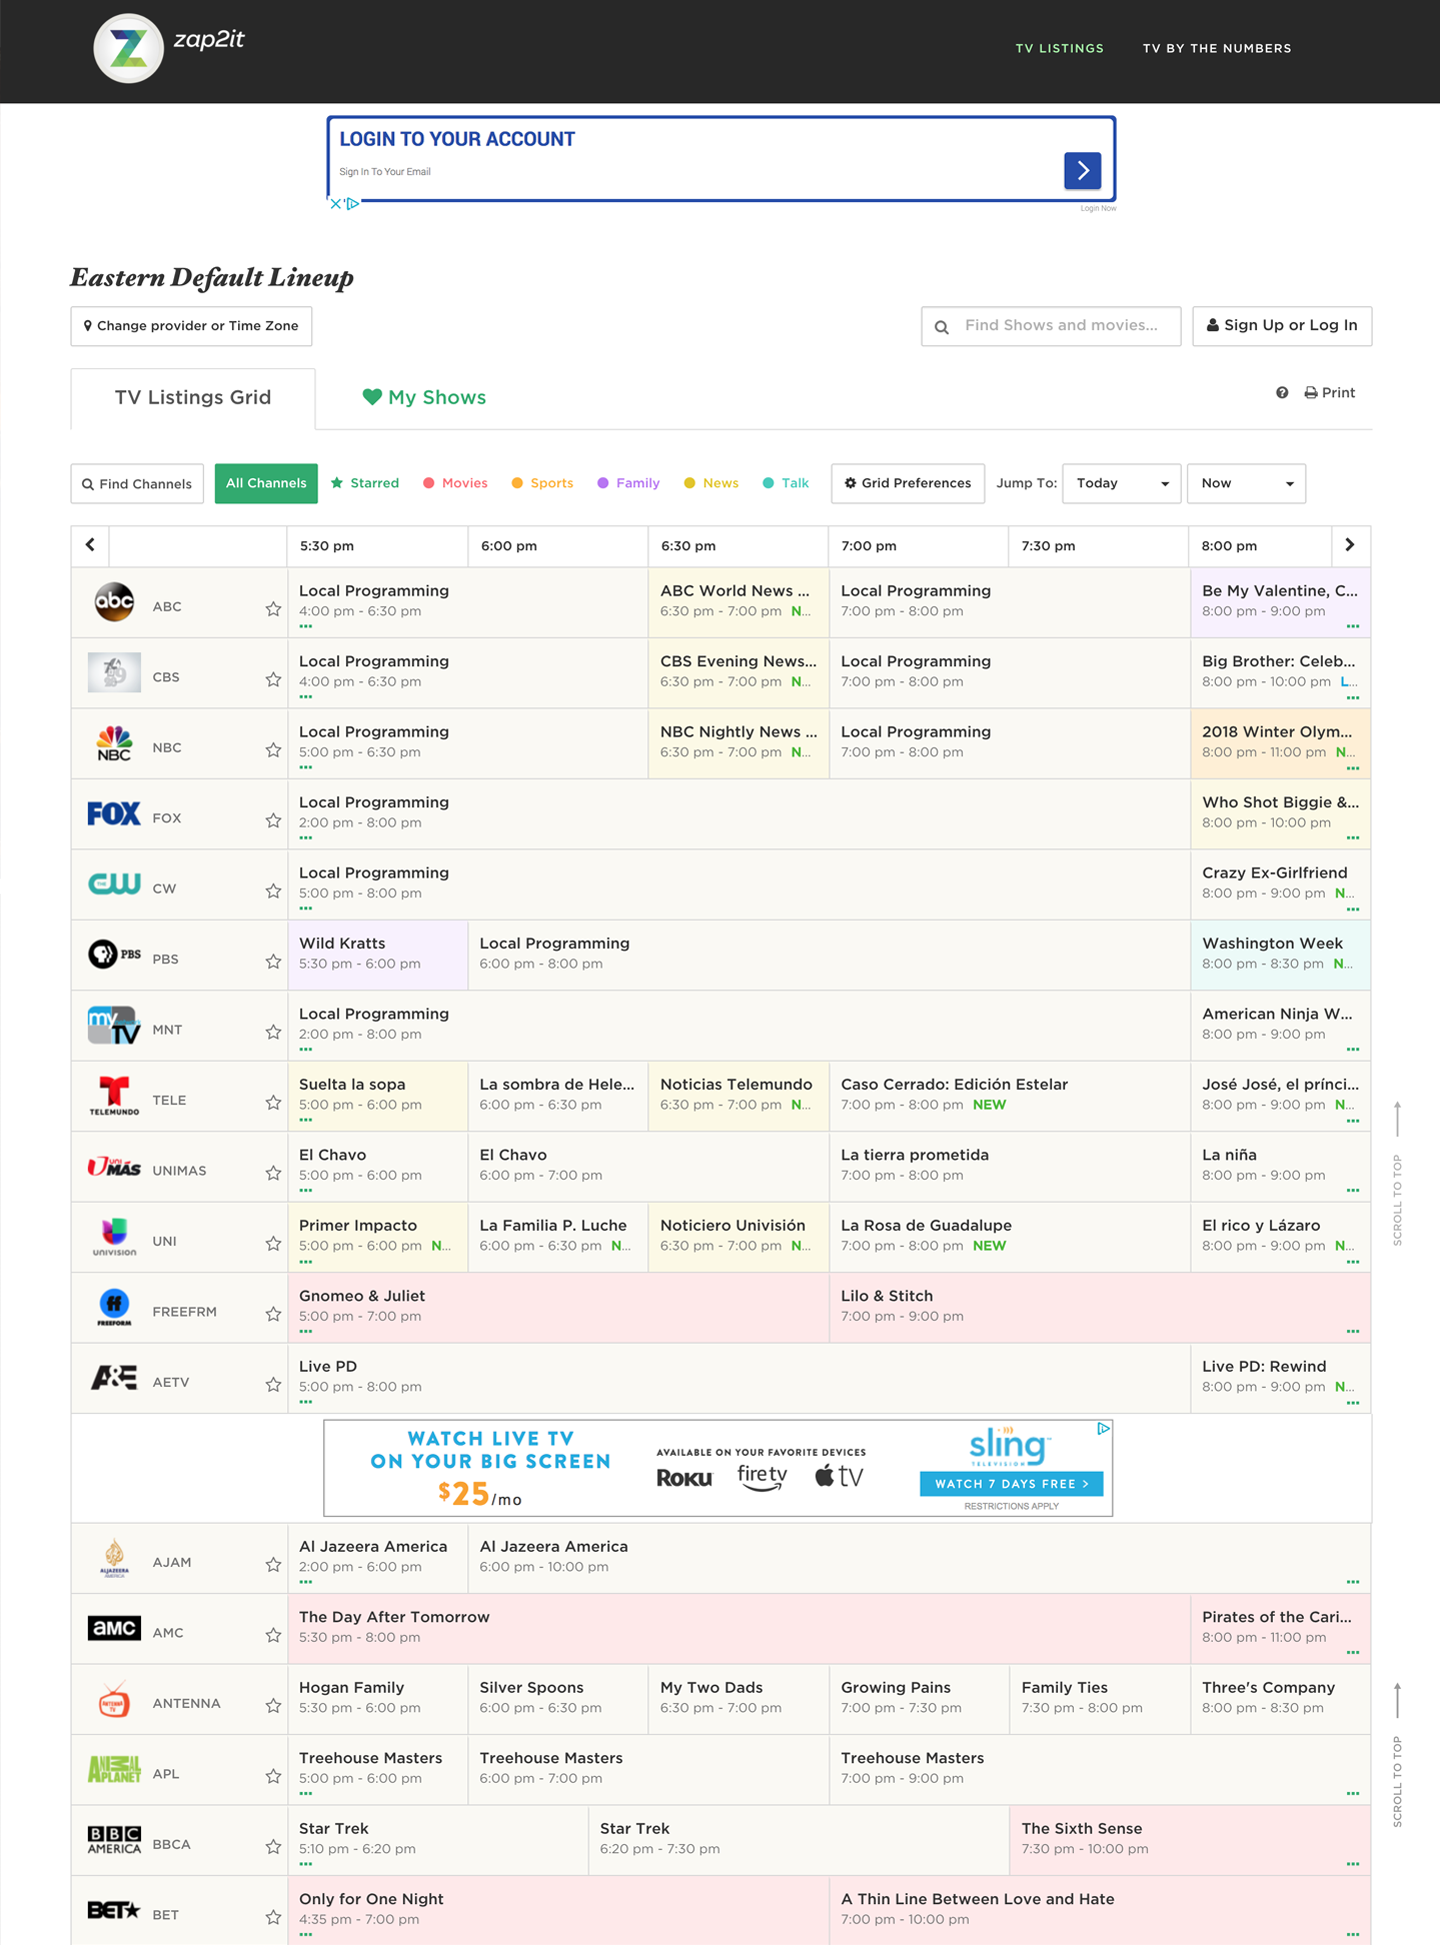 zap2it
TV LISTINGS
TV BY THE NUMBERS
LOGIN TO YOUR ACCOUNT
Sign In To Your Email
Login Now
Eastern Default Lineup
Change provider or Time Zone
Find Shows and movies...
Sign Up or Log In
TV Listings Grid
My Shows
Print
Find Channels
All Channels
Starred
Movies
Sports
Family
News
Talk
Grid Preferences
Jump To:
Today
Now
5:30 pm
6:00 pm
6:30 pm
7:00 pm
7:30 pm
8:00 pm
abc
ABC
Local Programming
4:00 pm - 6:30 pm
ABC World News ...
6:30 pm - 7:00 pm N...
Local Programming
7:00 pm - 8:00 pm
Be My Valentine, C...
8:00 pm - 9:00 pm
CBS
Local Programming
4:00 pm - 6:30 pm
CBS Evening News...
6:30 pm - 7:00 pm N...
Local Programming
7:00 pm - 8:00 pm
Big Brother: Celeb...
8:00 pm - 10:00 pm L...
NBC
NBC
Local Programming
5:00 pm - 6:30 pm
NBC Nightly News ...
6:30 pm - 7:00 pm N...
Local Programming
7:00 pm - 8:00 pm
2018 Winter Olym...
8:00 pm - 11:00 pm N...
FOX
FOX
Local Programming
2:00 pm - 8:00 pm
Who Shot Biggie &...
8:00 pm - 10:00 pm
THE CW
CW
Local Programming
5:00 pm - 8:00 pm
Crazy Ex-Girlfriend
8:00 pm - 9:00 pm N...
PBS
PBS
Wild Kratts
5:30 pm - 6:00 pm
Local Programming
6:00 pm - 8:00 pm
Washington Week
8:00 pm - 8:30 pm N...
my TV
MNT
Local Programming
2:00 pm - 8:00 pm
American Ninja W...
8:00 pm - 9:00 pm
TELEMUNDO
TELE
Suelta la sopa
5:00 pm - 6:00 pm
La sombra de Hele...
6:00 pm - 6:30 pm
Noticias Telemundo
6:30 pm - 7:00 pm N...
Caso Cerrado: Edición Estelar
7:00 pm - 8:00 pm NEW
José José, el prínci...
8:00 pm - 9:00 pm N...
UNI MÁS
UNIMAS
El Chavo
5:00 pm - 6:00 pm
El Chavo
6:00 pm - 7:00 pm
La tierra prometida
7:00 pm - 8:00 pm
La niña
8:00 pm - 9:00 pm
UNIVISION
UNI
Primer Impacto
5:00 pm - 6:00 pm N...
La Familia P. Luche
6:00 pm - 6:30 pm N...
Noticiero Univisión
6:30 pm - 7:00 pm N...
La Rosa de Guadalupe
7:00 pm - 8:00 pm NEW
El rico y Lázaro
8:00 pm - 9:00 pm N...
SCROLL TO TOP
FREEFORM
FREEFRM
Gnomeo & Juliet
5:00 pm - 7:00 pm
Lilo & Stitch
7:00 pm - 9:00 pm
A&E
AETV
Live PD
5:00 pm - 8:00 pm
Live PD: Rewind
8:00 pm - 9:00 pm N...
WATCH LIVE TV
ON YOUR BIG SCREEN
$25/mo
AVAILABLE ON YOUR FAVORITE DEVICES
ROKU
fire tv
tv
sling
TELEVISION
WATCH 7 DAYS FREE >
RESTRICTIONS APPLY
ALJAZEERA
AMERICA
AJAM
Al Jazeera America
2:00 pm - 6:00 pm
Al Jazeera America
6:00 pm - 10:00 pm
aMC
AMC
The Day After Tomorrow
5:30 pm - 8:00 pm
Pirates of the Cari...
8:00 pm - 11:00 pm
ANTENNA TV
ANTENNA
Hogan Family
5:30 pm - 6:00 pm
Silver Spoons
6:00 pm - 6:30 pm
My Two Dads
6:30 pm - 7:00 pm
Growing Pains
7:00 pm - 7:30 pm
Family Ties
7:30 pm - 8:00 pm
Three's Company
8:00 pm - 8:30 pm
SCROLL TO TOP
ANIMAL PLANET
APL
Treehouse Masters
5:00 pm - 6:00 pm
Treehouse Masters
6:00 pm - 7:00 pm
Treehouse Masters
7:00 pm - 9:00 pm
BBC AMERICA
BBCA
Star Trek
5:10 pm - 6:20 pm
Star Trek
6:20 pm - 7:30 pm
The Sixth Sense
7:30 pm - 10:00 pm
BET
BET
Only for One Night
4:35 pm - 7:00 pm
A Thin Line Between Love and Hate
7:00 pm - 10:00 pm